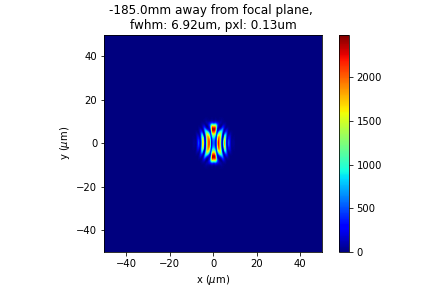 -185.0mm away from focal plane,
fwhm: 6.92um, pxl: 0.13um
40
20
0
−20
−40
y (μm)
−40 −20 0 20 40
x (μm)
2000
1500
1000
500
0